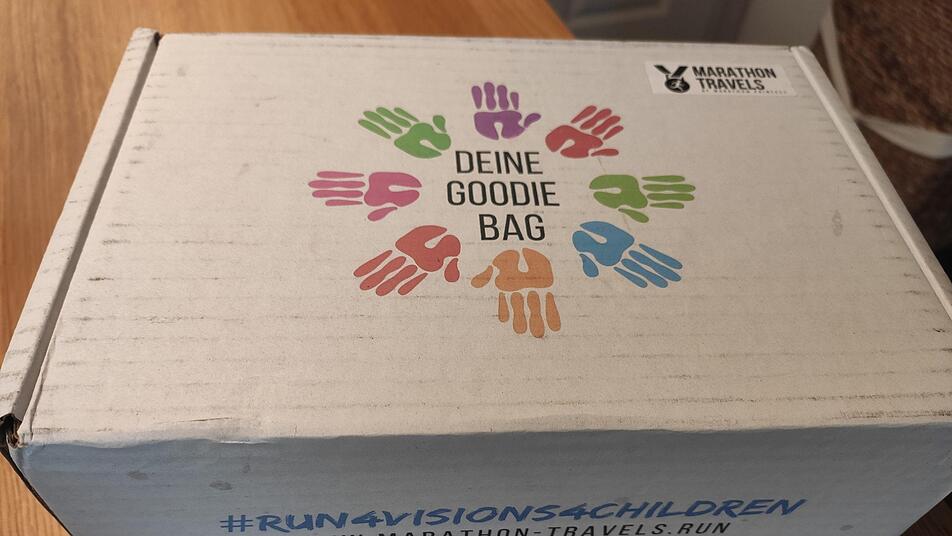 MARATHON
TRAVELS
DEINE
GOODIE
BAG
#RUN4VISIONS4CHILDREN
MARATHON-TRAVELS.RUN